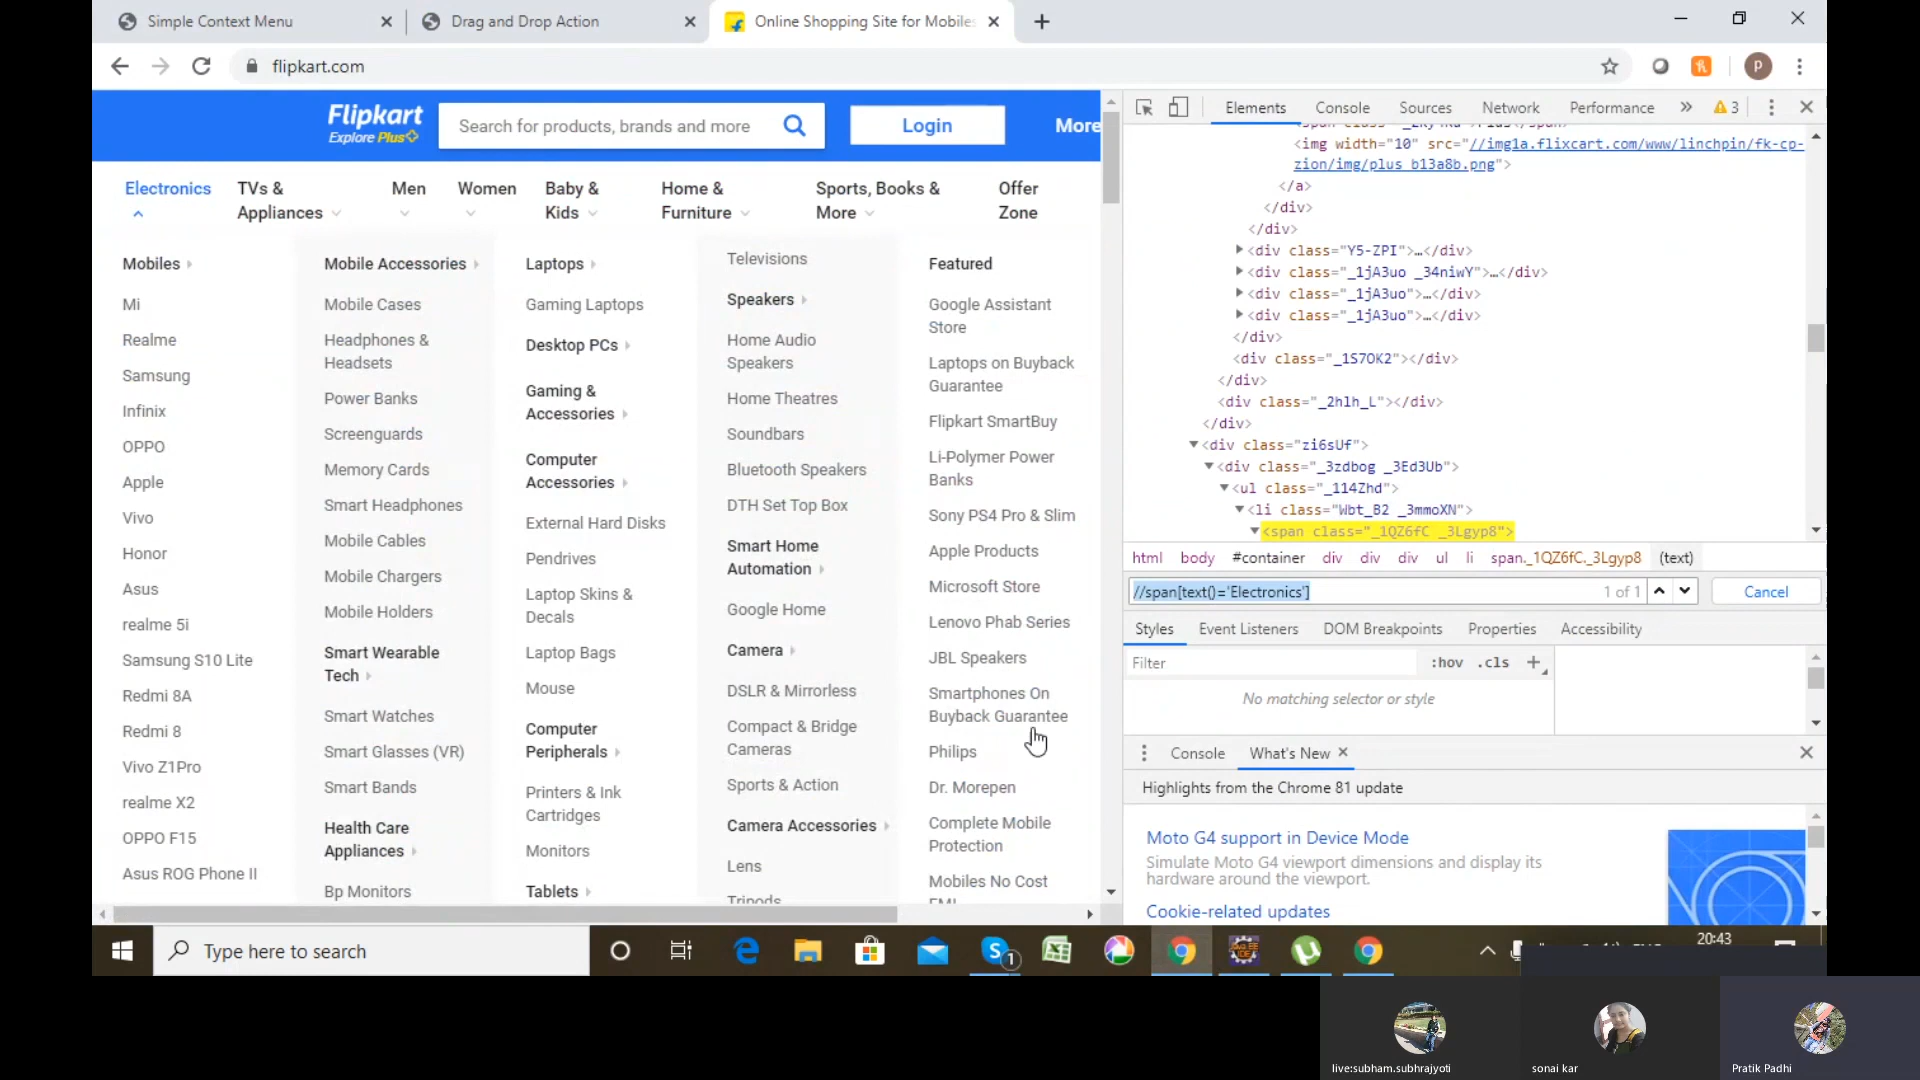 Simple Context Menu
Drag and Drop Action
Online Shopping Site for Mobiles
flipkart.com
P
Flipkart
Explore Plus
Search for products, brands and more
Login
More
Electronics
TVs &
Appliances
Men
Women
Baby &
Kids
Home &
Furniture
Sports, Books &
More
Offer
Zone
Mobiles
Mi
Realme
Samsung
Infinix
OPPO
Apple
Vivo
Honor
Asus
realme 5i
Samsung S10 Lite
Redmi 8A
Redmi 8
Vivo Z1Pro
realme X2
OPPO F15
Asus ROG Phone II
Mobile Accessories
Mobile Cases
Headphones &
Headsets
Power Banks
Screenguards
Memory Cards
Smart Headphones
Mobile Cables
Mobile Chargers
Mobile Holders
Smart Wearable
Tech
Smart Watches
Smart Glasses (VR)
Smart Bands
Health Care
Appliances
Bp Monitors
Laptops
Gaming Laptops
Desktop PCs
Gaming &
Accessories
Computer
Accessories
External Hard Disks
Pendrives
Laptop Skins &
Decals
Laptop Bags
Mouse
Computer
Peripherals
Printers & Ink
Cartridges
Monitors
Tablets
Televisions
Speakers
Home Audio
Speakers
Home Theatres
Soundbars
Bluetooth Speakers
DTH Set Top Box
Smart Home
Automation
Google Home
Camera
DSLR & Mirrorless
Compact & Bridge
Cameras
Sports & Action
Camera Accessories
Lens
Tripods
Featured
Google Assistant
Store
Laptops on Buyback
Guarantee
Flipkart SmartBuy
Li-Polymer Power
Banks
Sony PS4 Pro & Slim
Apple Products
Microsoft Store
Lenovo Phab Series
JBL Speakers
Smartphones On
Buyback Guarantee
Philips
Dr. Morepen
Complete Mobile
Protection
Mobiles No Cost
EMI
Elements
Console
Sources
Network
Performance
3
<img width="10" src="//img1a.flixcart.com/www/linchpin/fk-cp-
zion/img/plus_b13a8b.png">
</a>
</div>
</div>
<div class="Y5-ZPI">…</div>
<div class="_1jA3uo _34niwY">…</div>
<div class="_1jA3uo">…</div>
<div class="_1jA3uo">…</div>
</div>
<div class="_1S7OK2"></div>
</div>
<div class="_2hlh_L"></div>
</div>
<div class="zi6sUf">
<div class="_3zdbog _3Ed3Ub">
<ul class="_114Zhd">
<li class="Wbt_B2 _3mmoXN">
<span class="_1QZ6fC _3Lgyp8">
html body #container div div div ul li span._1QZ6fC._3Lgyp8 (text)
//span[text()='Electronics']
1 of 1
Cancel
Styles
Event Listeners
DOM Breakpoints
Properties
Accessibility
Filter
:hov .cls
No matching selector or style
Console
What's New
Highlights from the Chrome 81 update
Moto G4 support in Device Mode
Simulate Moto G4 viewport dimensions and display its
hardware around the viewport.
Cookie-related updates
Type here to search
S
1
20:43
live:subham.subhrajyoti
sonai kar
Pratik Padhi